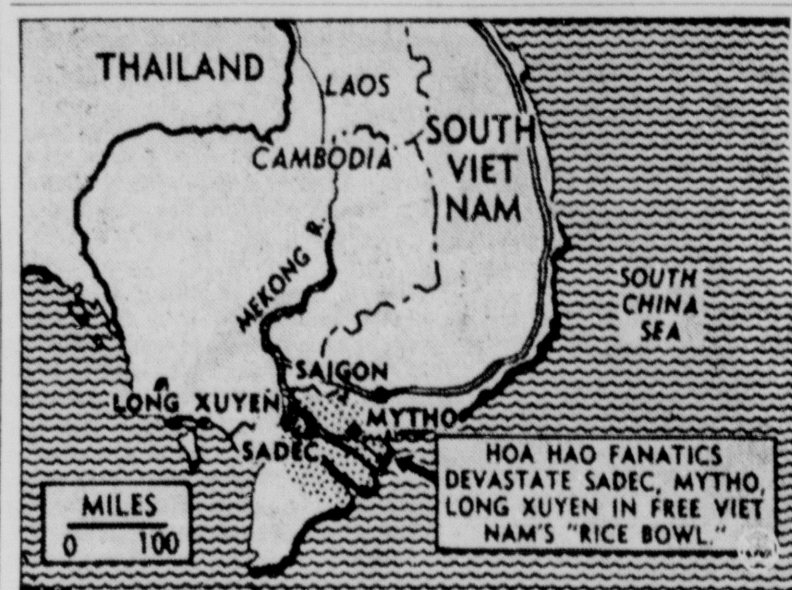 THAILAND
LAOS
CAMBODIA
SOUTH
VIET
NAM
MEKONG R.
SOUTH
CHINA
SEA
SAIGON
LONG XUYEN
MYTHO
SADEC
HOA HAO FANATICS
DEVASTATE SADEC, MYTHO,
LONG XUYEN IN FREE VIET
NAM'S "RICE BOWL."
MILES
0 100